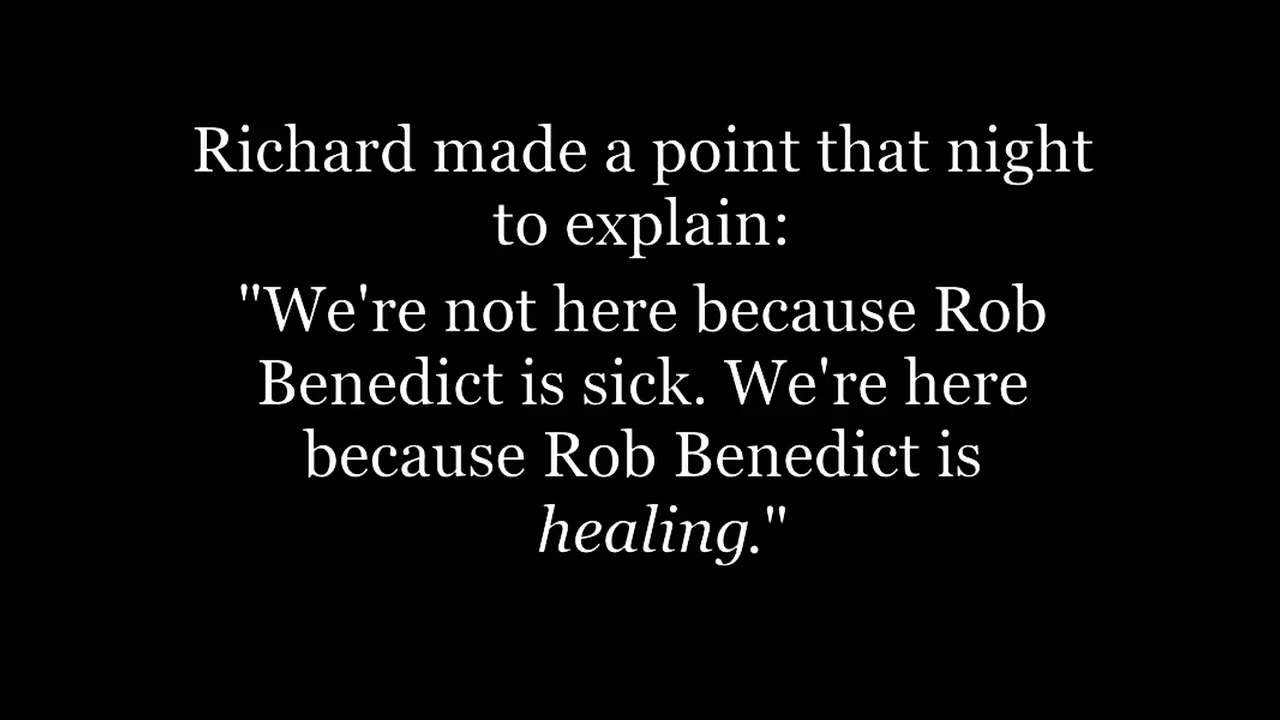 Richard made a point that night
to explain:
"We're not here because Rob
Benedict is sick. We're here
because Rob Benedict is
healing."